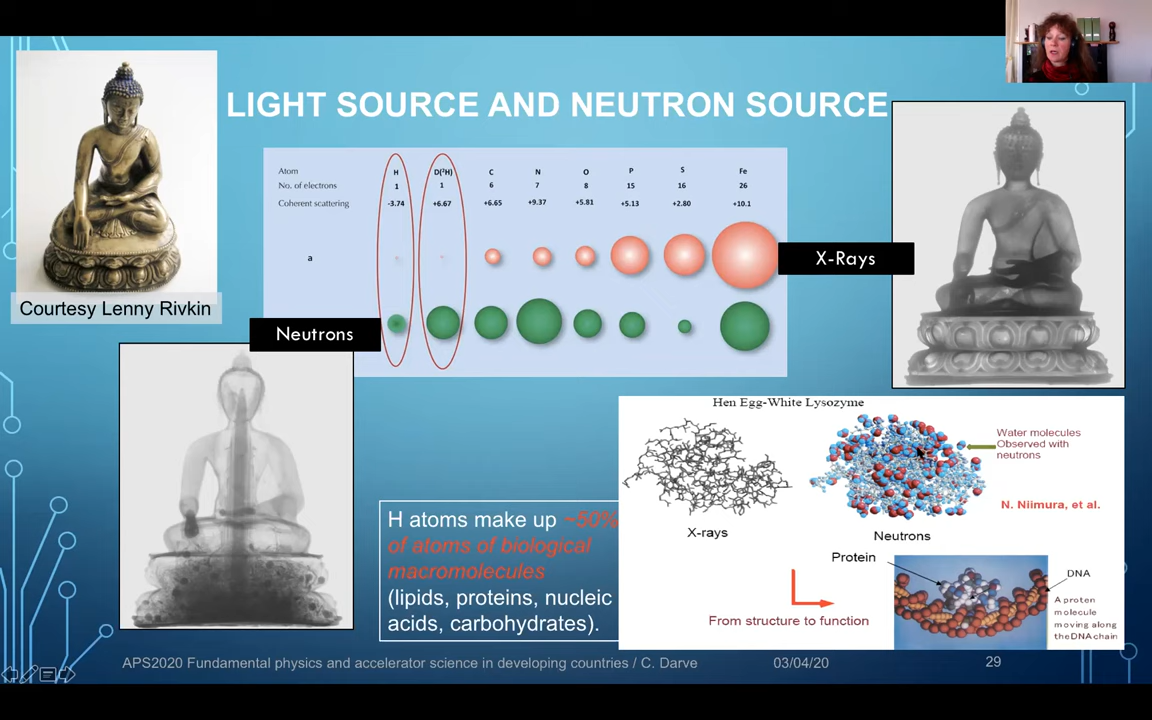 LIGHT SOURCE AND NEUTRON SOURCE
Courtesy Lenny Rivkin
Atom H D(²H) C N O P S Fe
No. of electrons 1 1 6 7 8 15 16 26
Coherent scattering -3.74 +6.67 +6.65 +9.37 +5.81 +5.13 +2.80 +10.1
a
X-Rays
Neutrons
Hen Egg-White Lysozyme
Water molecules
Observed with
neutrons
N. Niimura, et al.
X-rays
Neutrons
Protein
DNA
A proten
molecule
moving along
theDNAchain
From structure to function
H atoms make up ~50%
of atoms of biological
macromolecules
(lipids, proteins, nucleic
acids, carbohydrates).
APS2020 Fundamental physics and accelerator science in developing countries / C. Darve
03/04/20
29